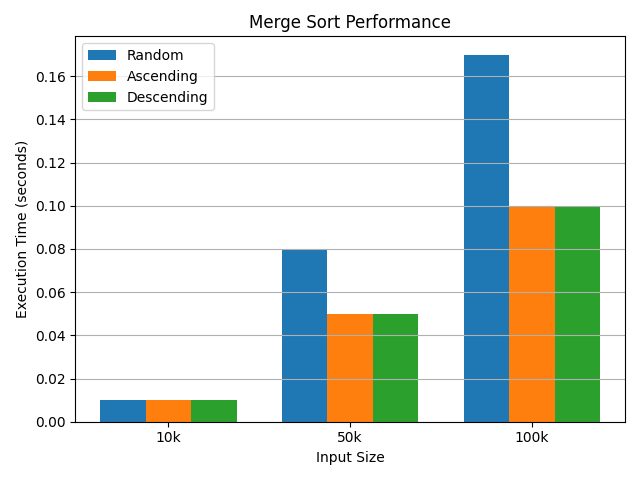 Merge Sort Performance
Random
Ascending
Descending
Execution Time (seconds)
0.16
0.14
0.12
0.10
0.08
0.06
0.04
0.02
0.00
10k
50k
100k
Input Size